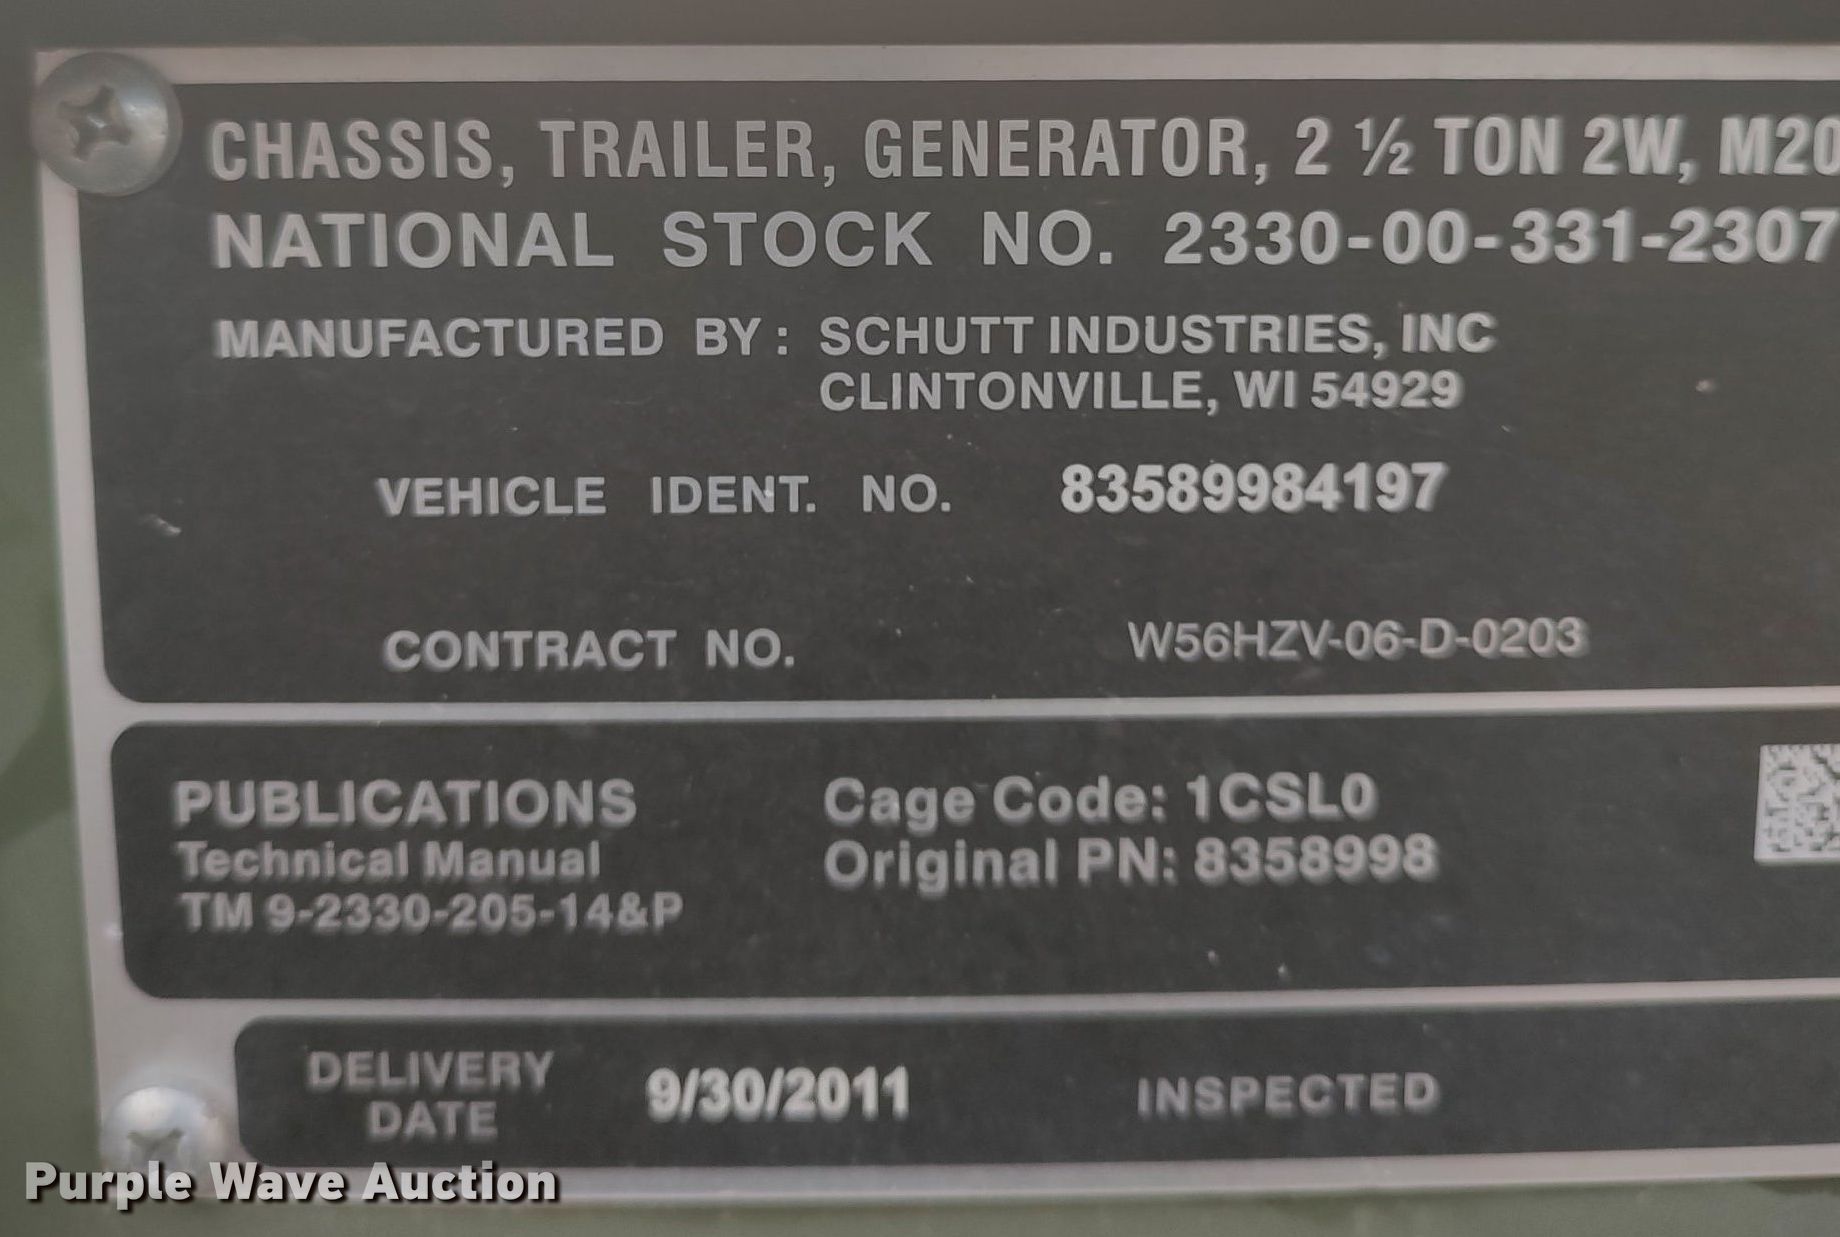 CHASSIS, TRAILER, GENERATOR, 2 ½ TON 2W, M20
NATIONAL STOCK NO. 2330-00-331-2307
MANUFACTURED BY: SCHUTT INDUSTRIES, INC
CLINTONVILLE, WI 54929
VEHICLE IDENT. NO. 83589984197
CONTRACT NO. W56HZV-06-D-0203
PUBLICATIONS
Technical Manual
TM 9-2330-205-14&P
Cage Code: 1CSL0
Original PN: 8358998
DELIVERY
DATE
9/30/2011
INSPECTED
Purple Wave Auction